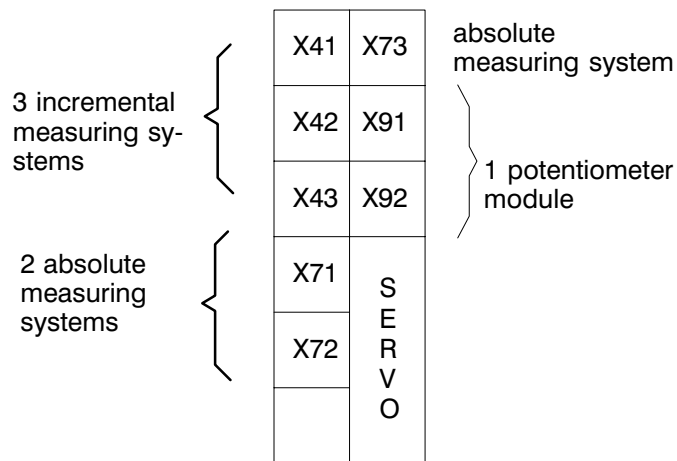 3 incremental
measuring sy-
stems
2 absolute
measuring
systems
X41 X73
X42 X91
X43 X92
X71
X72
S
E
R
V
O
absolute
measuring system
1 potentiometer
module